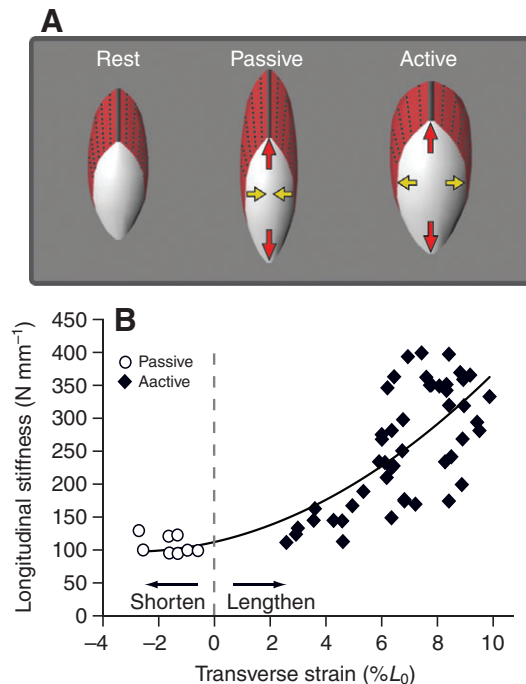 A
Rest Passive Active
B
450
400
350
300
250
200
150
100
50
0
Longitudinal stiffness (N mm⁻¹)
Passive
Aactive
Shorten Lengthen
–4 –2 0 2 4 6 8 10
Transverse strain (%L₀)